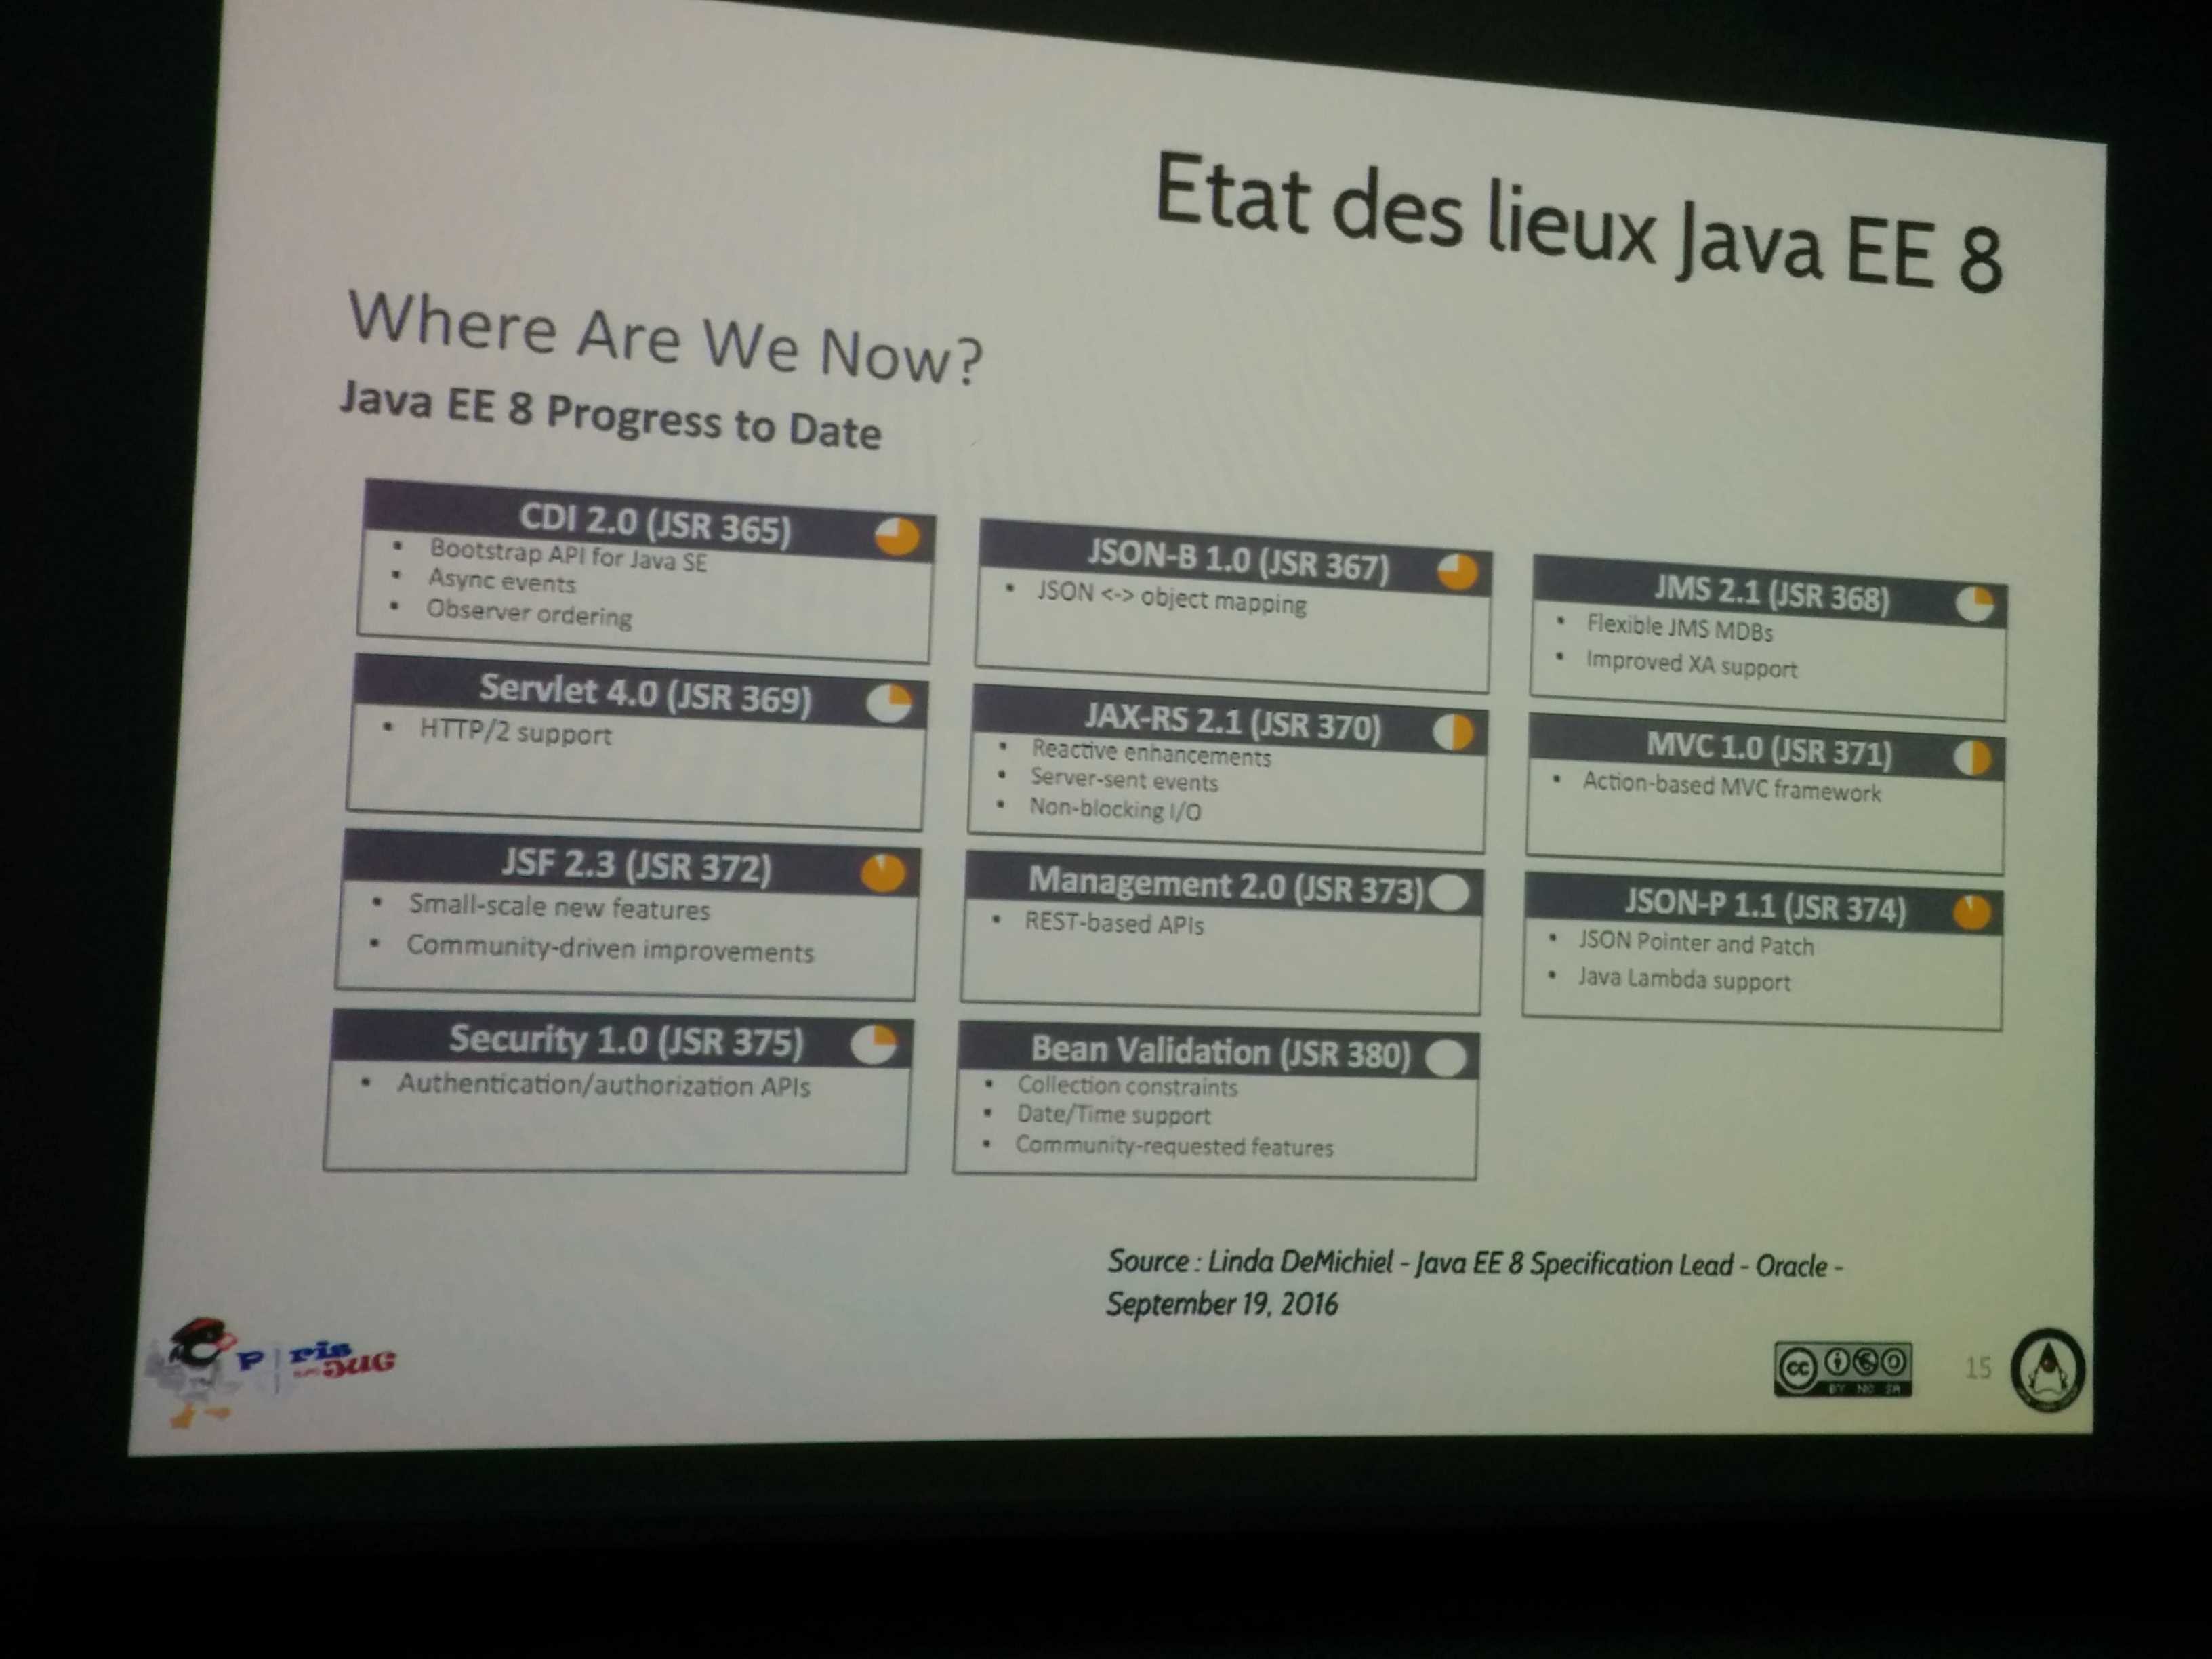 Etat des lieux Java EE 8
Where Are We Now?
Java EE 8 Progress to Date
CDI 2.0 (JSR 365)
• Bootstrap API for Java SE
• Async events
• Observer ordering
JSON-B 1.0 (JSR 367)
• JSON <-> object mapping
JMS 2.1 (JSR 368)
• Flexible JMS MDBs
• Improved XA support
Servlet 4.0 (JSR 369)
• HTTP/2 support
JAX-RS 2.1 (JSR 370)
• Reactive enhancements
• Server-sent events
• Non-blocking I/O
MVC 1.0 (JSR 371)
• Action-based MVC framework
JSF 2.3 (JSR 372)
• Small-scale new features
• Community-driven improvements
Management 2.0 (JSR 373)
• REST-based APIs
JSON-P 1.1 (JSR 374)
• JSON Pointer and Patch
• Java Lambda support
Security 1.0 (JSR 375)
• Authentication/authorization APIs
Bean Validation (JSR 380)
• Collection constraints
• Date/Time support
• Community-requested features
Source : Linda DeMichiel - Java EE 8 Specification Lead - Oracle -
September 19, 2016
P ris
JUG
cc
BY NC SA
15